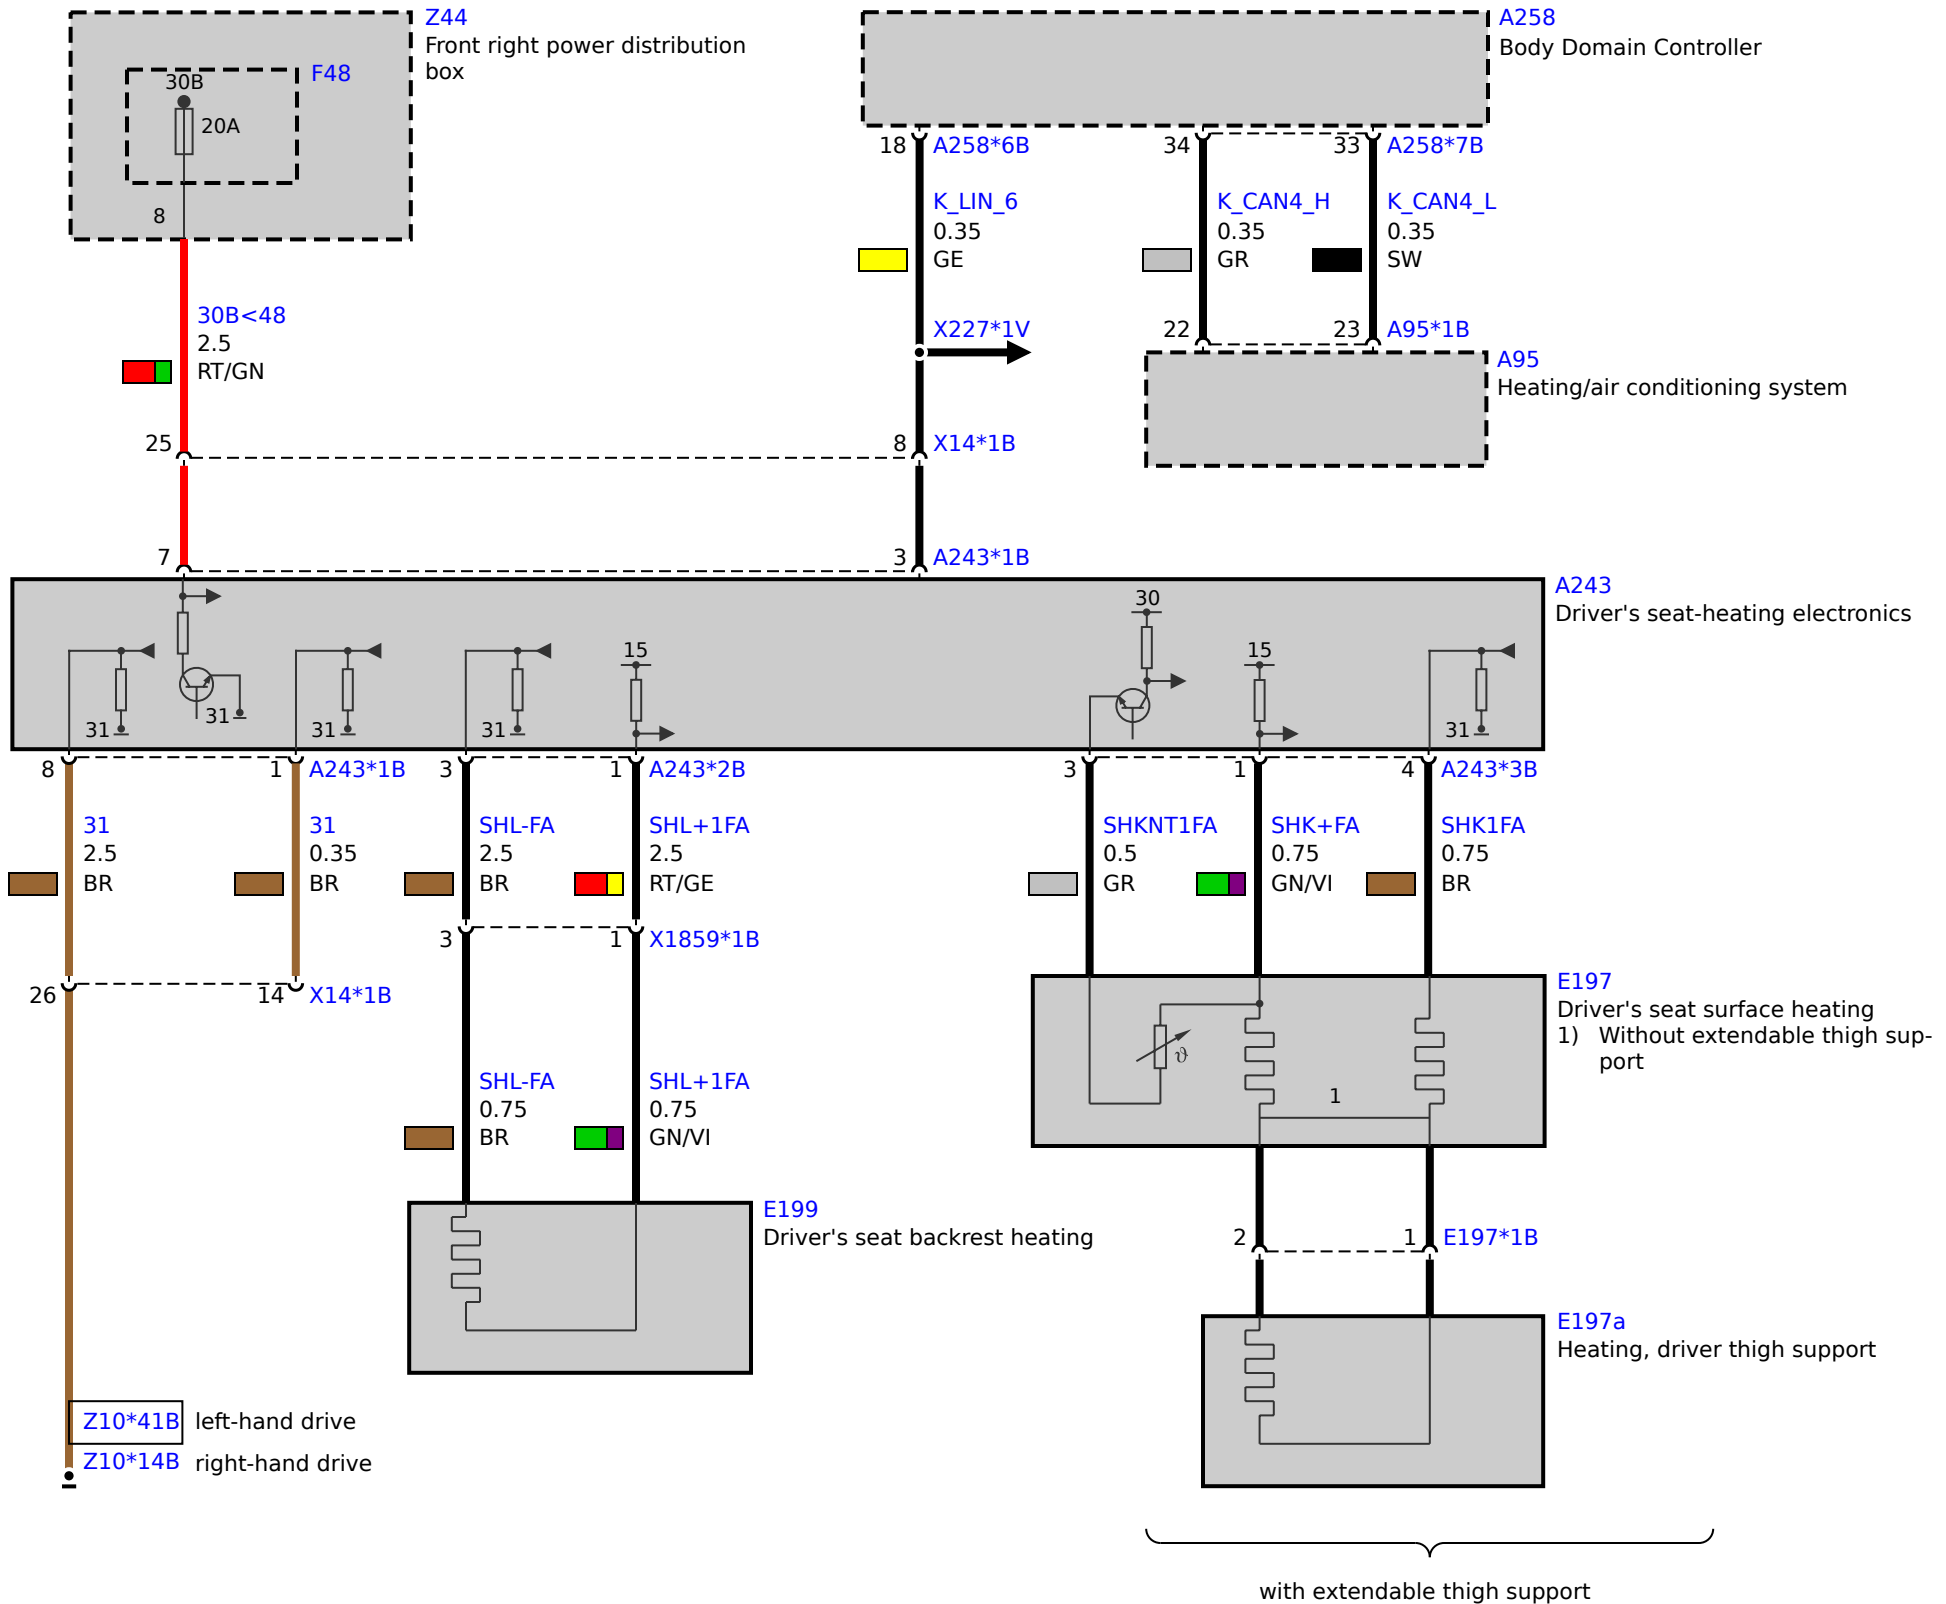 Z44
Front right power distribution
box
F48
30B
20A
8
A258
Body Domain Controller
18
A258*6B
34
33
A258*7B
K_LIN_6
0.35
GE
K_CAN4_H
0.35
GR
K_CAN4_L
0.35
SW
30B<48
2.5
RT/GN
X227*1V
22
23
A95*1B
A95
Heating/air conditioning system
25
8
X14*1B
7
3
A243*1B
A243
Driver's seat-heating electronics
30
15
15
31
31
31
31
31
8
1
A243*1B
3
1
A243*2B
3
1
4
A243*3B
31
2.5
BR
31
0.35
BR
SHL-FA
2.5
BR
SHL+1FA
2.5
RT/GE
SHKNT1FA
0.5
GR
SHK+FA
0.75
GN/VI
SHK1FA
0.75
BR
3
1
X1859*1B
26
14
X14*1B
E197
Driver's seat surface heating
1) Without extendable thigh sup-
port
ϑ
1
SHL-FA
0.75
BR
SHL+1FA
0.75
GN/VI
E199
Driver's seat backrest heating
2
1
E197*1B
E197a
Heating, driver thigh support
Z10*41B left-hand drive
Z10*14B right-hand drive
with extendable thigh support